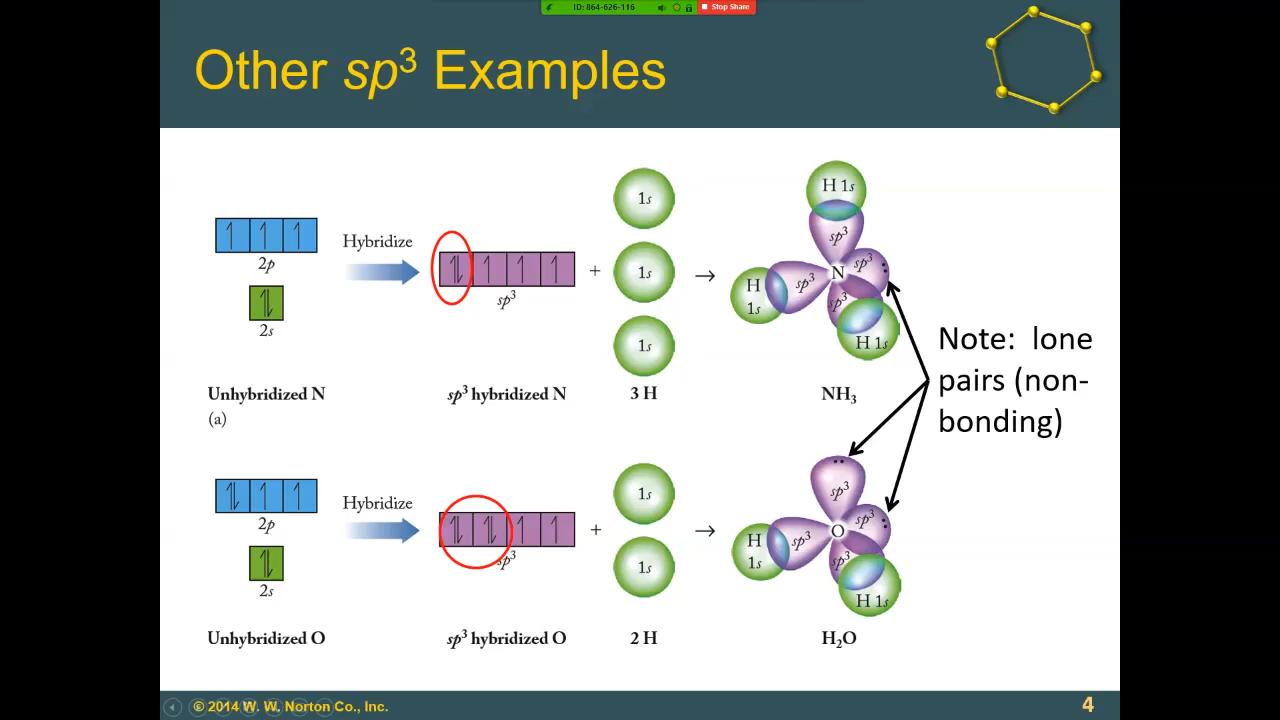 ID: 864-626-116 Stop Share
Other sp³ Examples
1s
1s
1s
2p
2s
Hybridize
sp³
+
→
H 1s
sp³
sp³
N
sp³
H
1s
sp³
H 1s
Note: lone
pairs (non-
bonding)
Unhybridized N
sp³ hybridized N
3 H
NH₃
(a)
2p
2s
Hybridize
sp³
+
1s
1s
→
sp³
sp³
O
H
1s
sp³
sp³
H 1s
Unhybridized O
sp³ hybridized O
2 H
H₂O
© 2014 W. W. Norton Co., Inc.
4